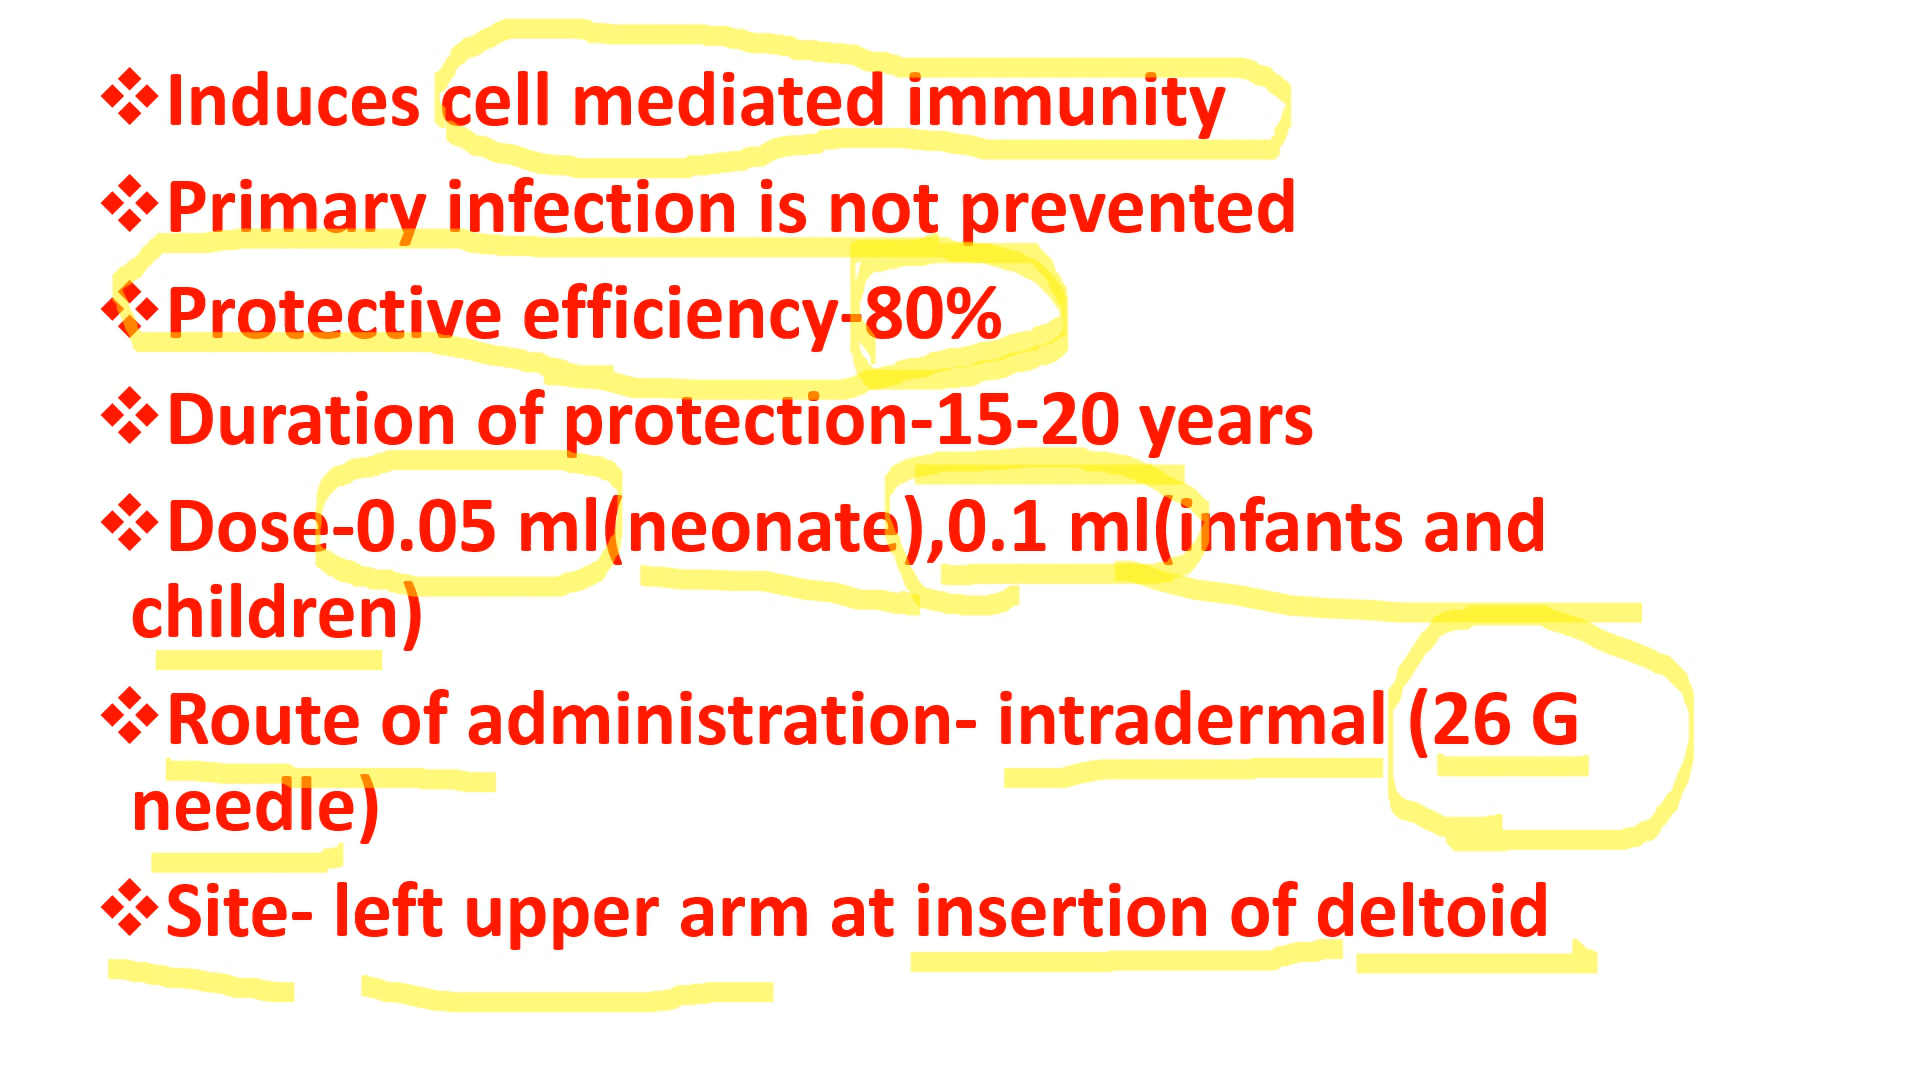 ❖Induces cell mediated immunity
❖Primary infection is not prevented
❖Protective efficiency-80%
❖Duration of protection-15-20 years
❖Dose-0.05 ml(neonate),0.1 ml(infants and
children)
❖Route of administration- intradermal (26 G
needle)
❖Site- left upper arm at insertion of deltoid